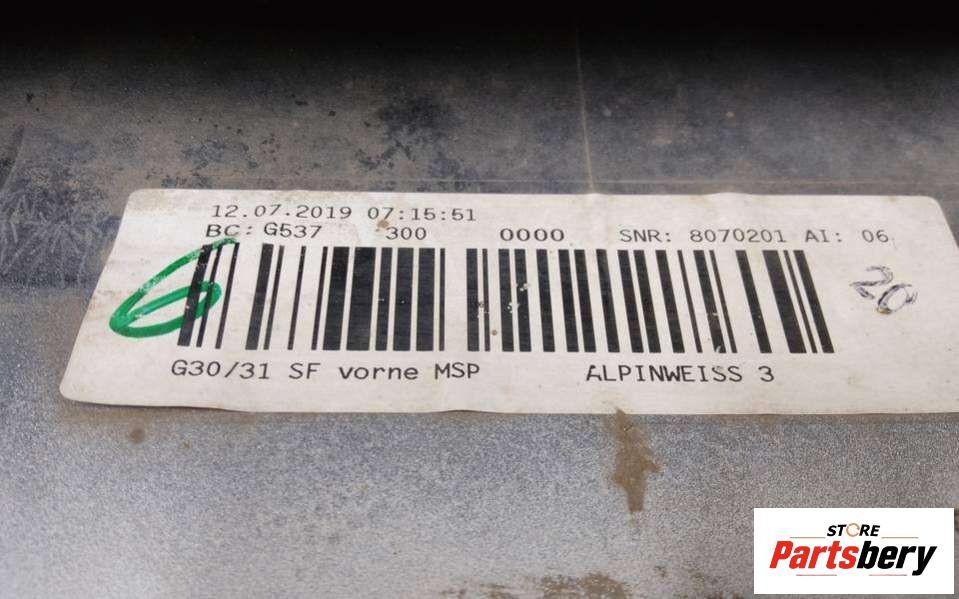 12.07.2019 07:15:51
BC: G537 300 0000 SNR: 8070201 AI: 06
6
20
G30/31 SF vorne MSP ALPINWEISS 3
STORE
Partsbery